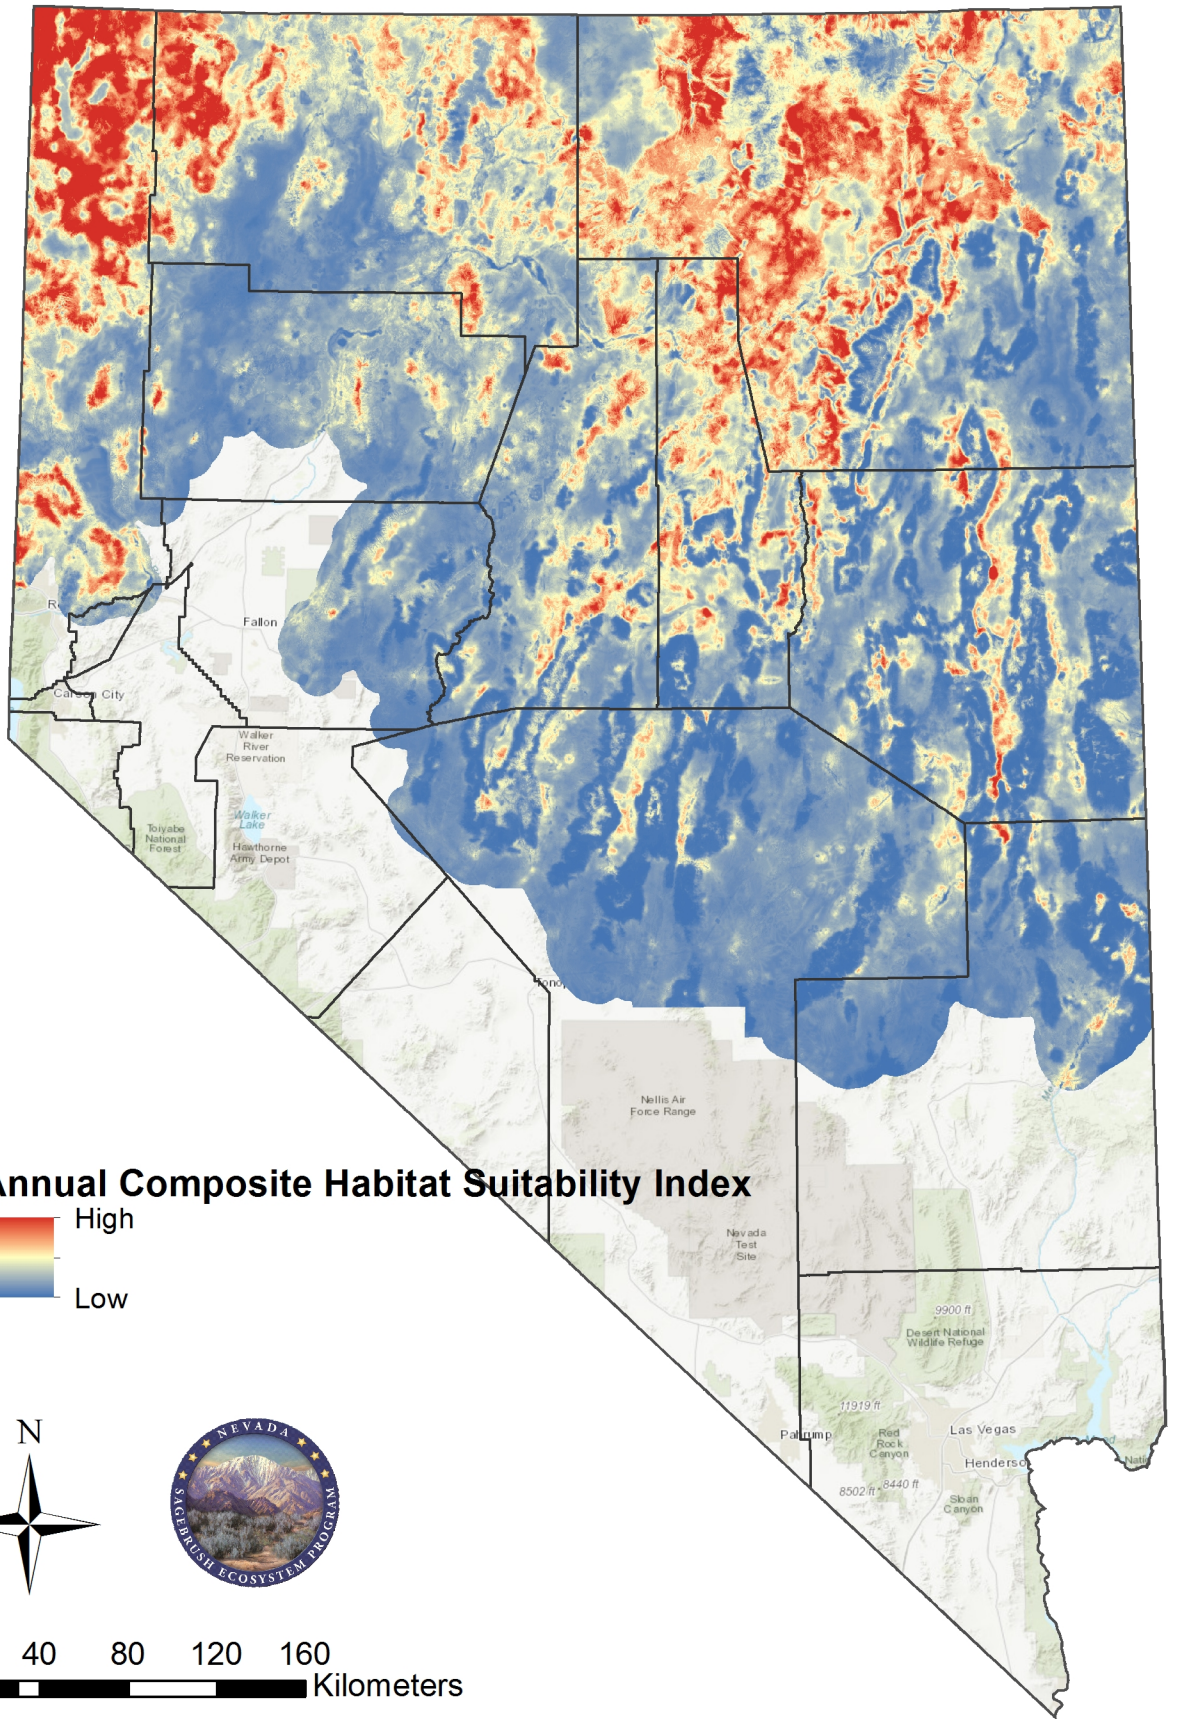 Fallon
Carson City
Walker
River
Reservation
Walker
Lake
Toiyabe
National
Forest
Hawthorne
Army Depot
Tonop
Nellis Air
Force Range
Annual Composite Habitat Suitability Index
High
Low
Nevada
Test
Site
9900 ft
Desert National
Wildlife Refuge
11919 ft
Pahrump
Red
Rock
Canyon
Las Vegas
Henderso
8502 ft
8440 ft
Sloan
Canyon
N
NEVADA
SAGEBRUSH ECOSYSTEM PROGRAM
40 80 120 160
Kilometers